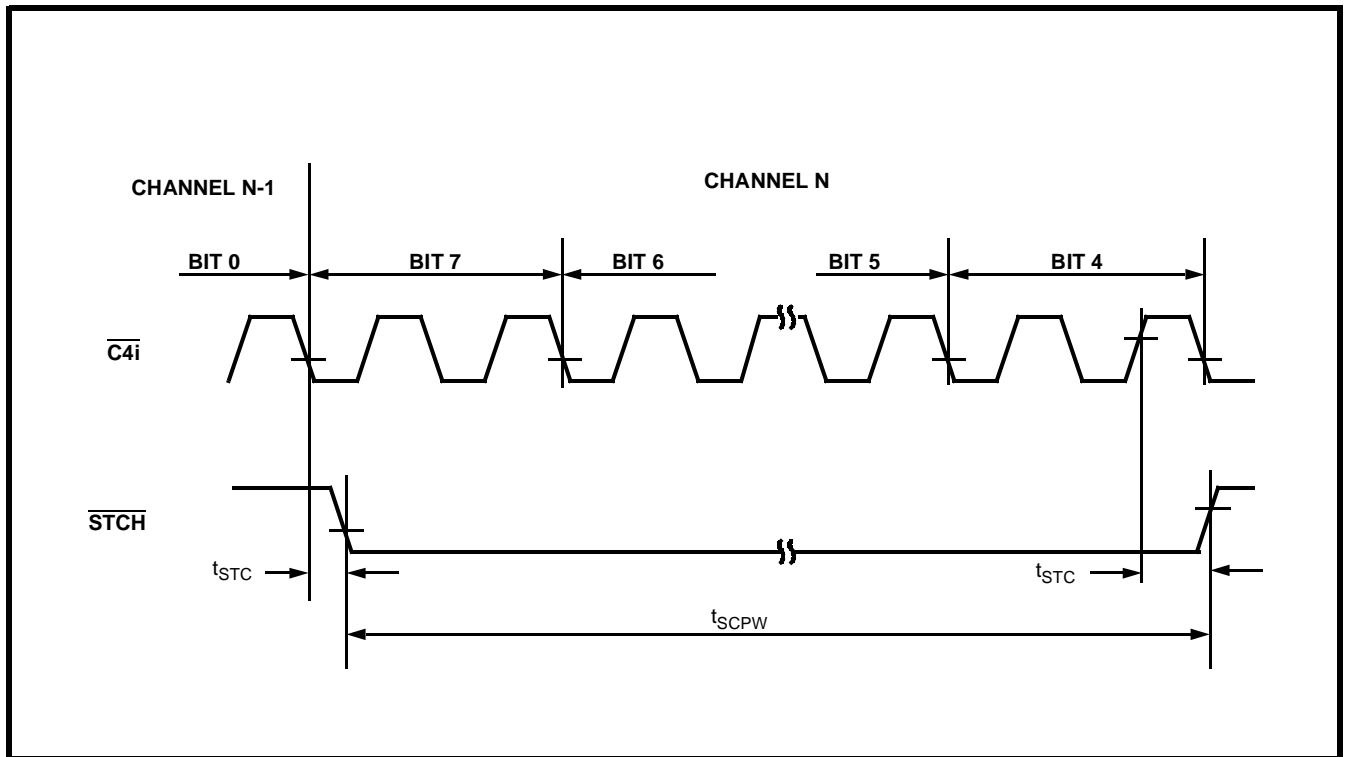 CHANNEL N-1
CHANNEL N
BIT 0
BIT 7
BIT 6
BIT 5
BIT 4
C4i
STCH
tSTC
tSTC
tSCPW